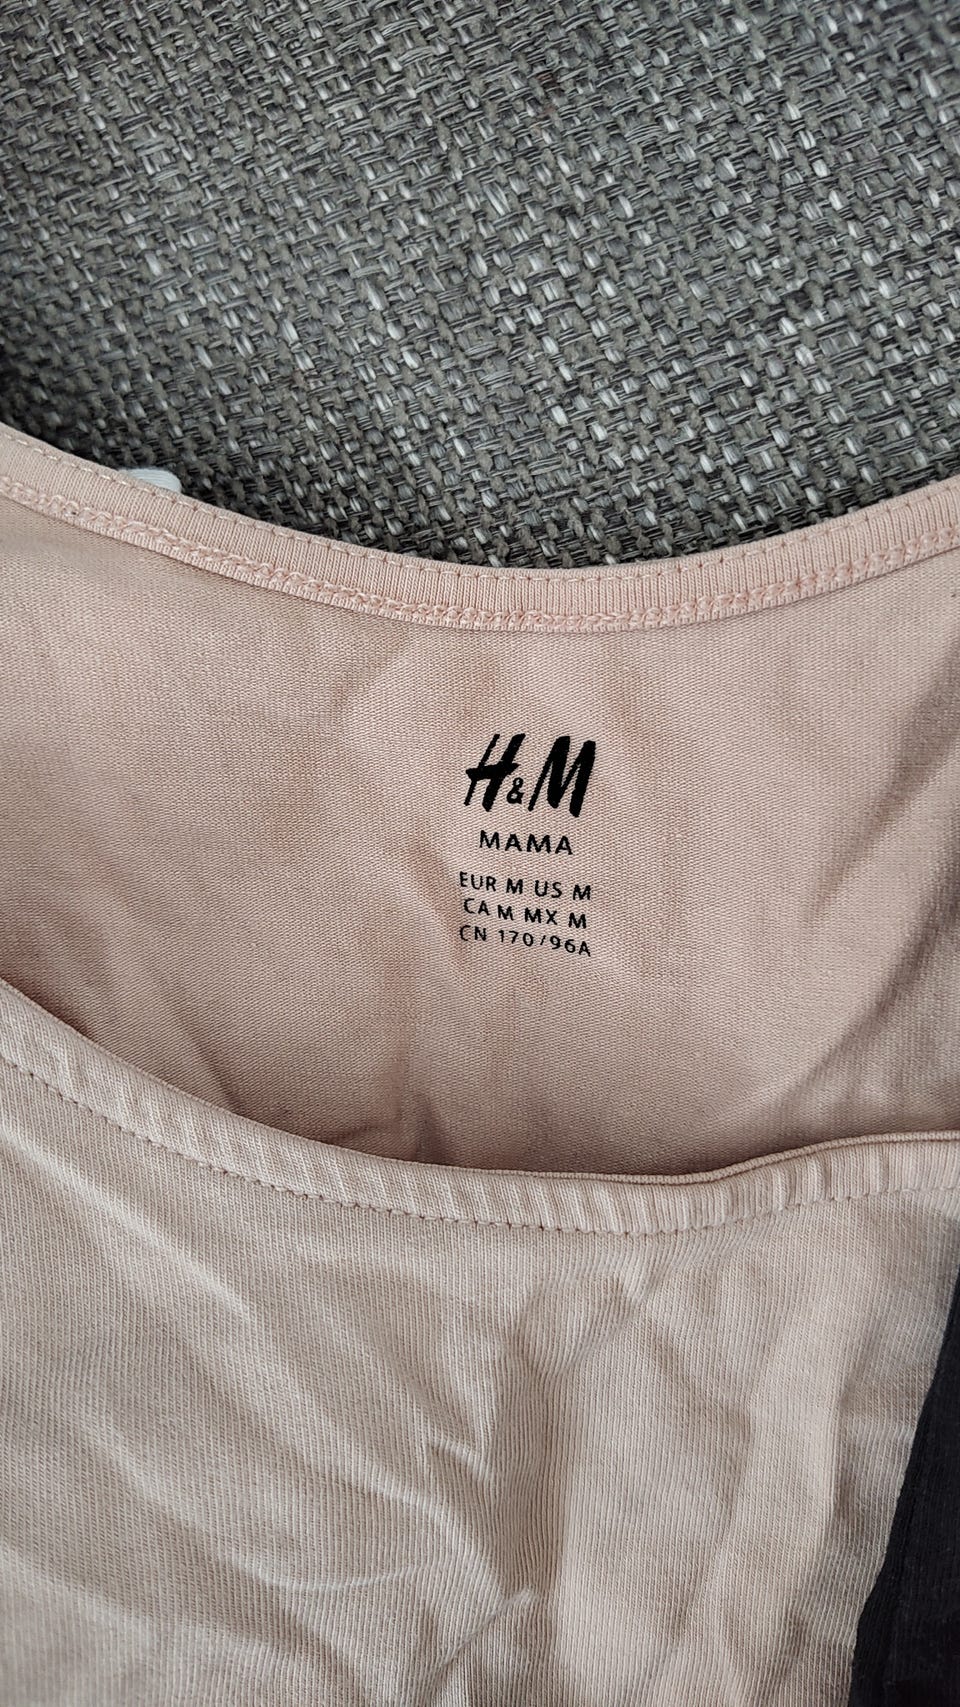 H&M
MAMA
EUR M US M
CA M MX M
CN 170/96A